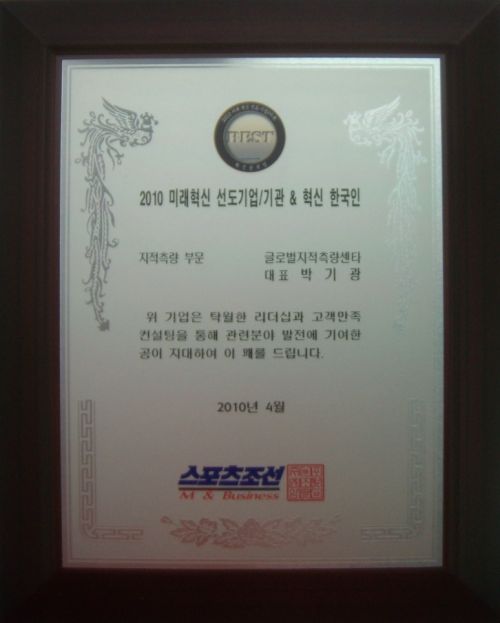 BEST
2010 미래혁신 선도기업/기관 & 혁신 한국인
지적측량 부문 글로벌지적측량센타
대표 박 기 광
위 기업은 탁월한 리더십과 고객만족
컨설팅을 통해 관련분야 발전에 기여한
공이 지대하여 이 패를 드립니다.
2010년 4월
스포츠조선
M & Business